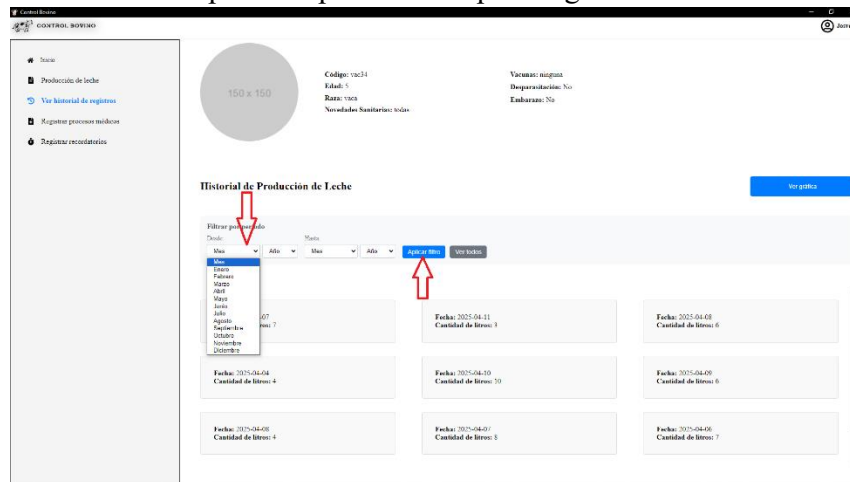 Control Bovino
CONTROL BOVINO
Inicio
Producción de leche
Ver historial de registros
Registrar procesos médicos
Registrar recordatorios
150 x 150
Código: vac34
Edad: 5
Raza: vaca
Novedades Sanitarias: todas
Vacunas: ninguna
Desparasitación: No
Embarazo: No
Historial de Producción de Leche
Ver gráfica
Filtrar por periodo
Desde
Hasta
Mes Año Mes Año Aplicar filtro Ver todos
Mes
Enero
Febrero
Marzo
Abril
Mayo
Junio
Julio
Agosto
Septiembre
Octubre
Noviembre
Diciembre
-07
7
Fecha: 2025-04-11
Cantidad de litros: 3
Fecha: 2025-04-08
Cantidad de litros: 6
Fecha: 2025-04-04
Cantidad de litros: 4
Fecha: 2025-04-10
Cantidad de litros: 10
Fecha: 2025-04-09
Cantidad de litros: 6
Fecha: 2025-04-08
Cantidad de litros: 4
Fecha: 2025-04-07
Cantidad de litros: 8
Fecha: 2025-04-06
Cantidad de litros: 7